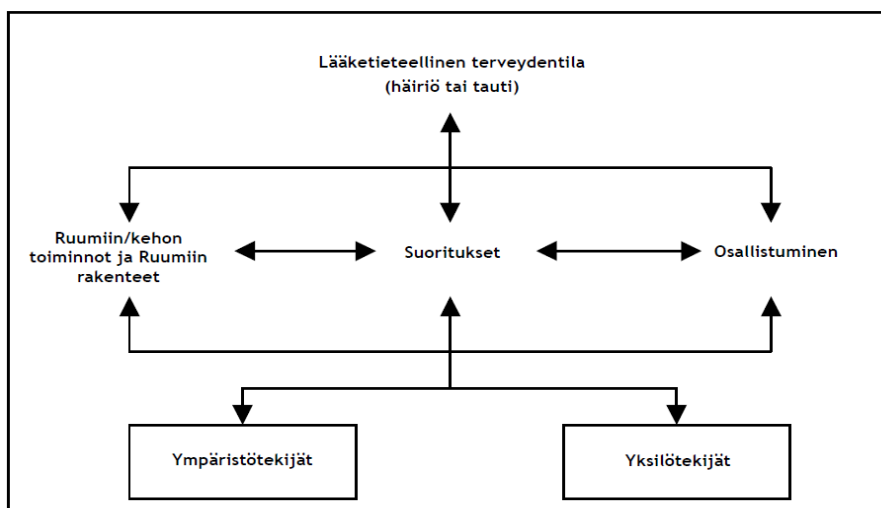 Lääketieteellinen terveydentila
(häiriö tai tauti)
Ruumiin/kehon
toiminnot ja Ruumiin
rakenteet
Suoritukset
Osallistuminen
Ympäristötekijät
Yksilötekijät